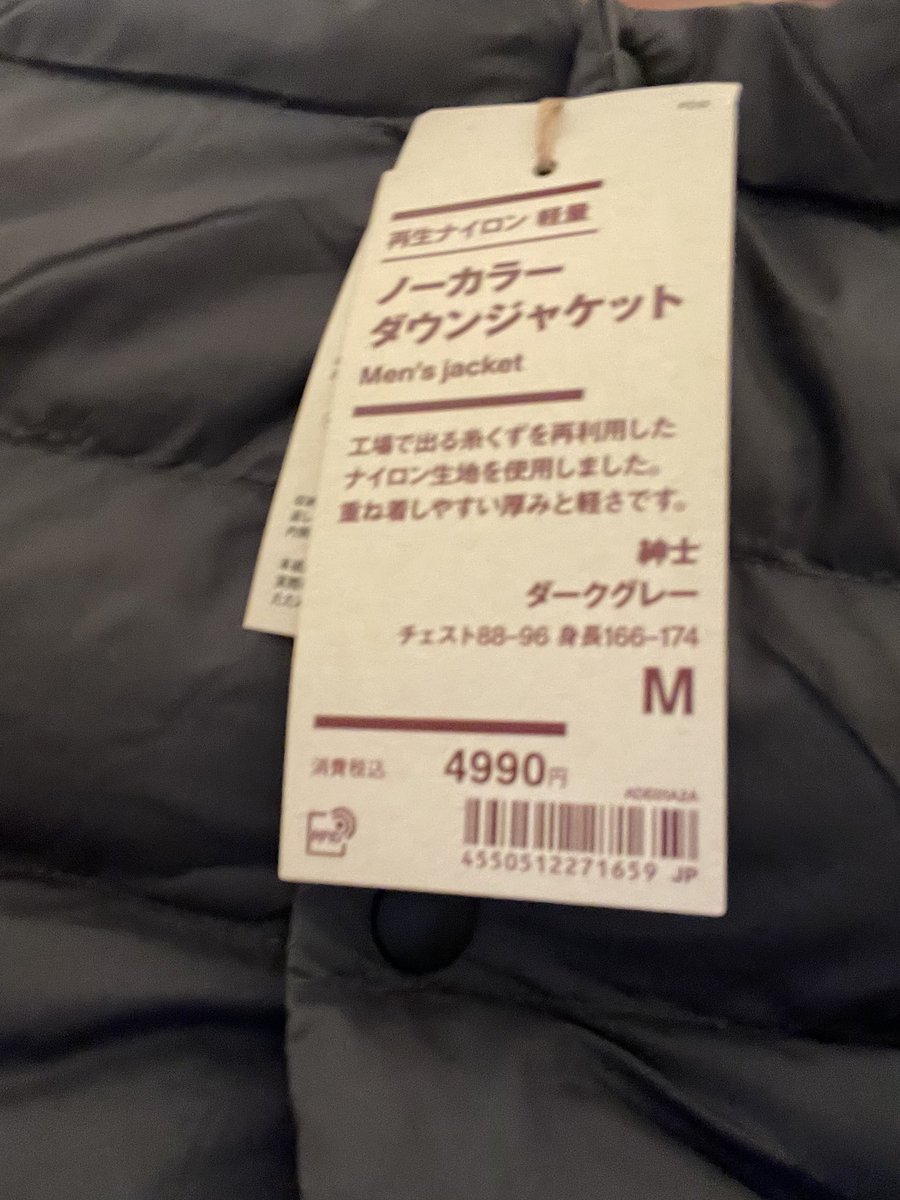 再生ナイロン 軽量
ノーカラー
ダウンジャケット
Men's jacket
工場で出る糸くずを再利用した
ナイロン生地を使用しました。
重ね着しやすい厚みと軽さです。
紳士
ダークグレー
チェスト88-96 身長166-174
M
消費税込 4990円
RFID
4550512271659 JP